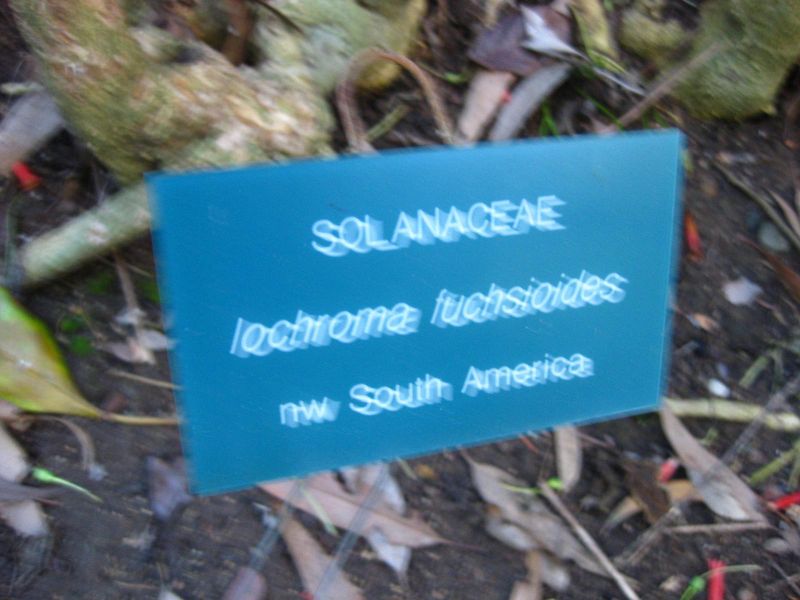 SOLANACEAE
Iochroma fuchsioides
nw South America